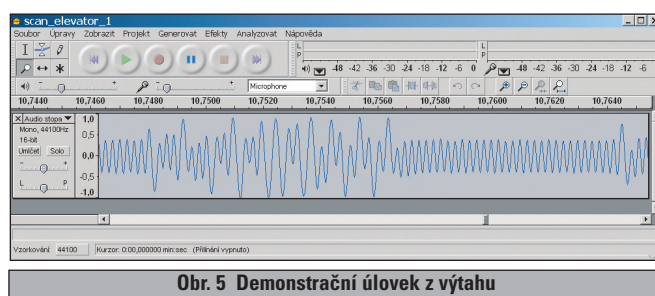 scan_elevator_1
Soubor Úpravy Zobrazit Projekt Generovat Efekty Analyzovat Nápověda
L
P
-48 -42 -36 -30 -24 -18 -12 -6 0
L
P
-48 -42 -36 -30 -24 -18 -12 -6
Microphone
10,7440 10,7460 10,7480 10,7500 10,7520 10,7540 10,7560 10,7580 10,7600 10,7620 10,7640
Audio stopa
Mono, 44100Hz
16-bit
Umlčet Solo
- +
L P
1,0
0,5
0,0
-0,5
-1,0
Vzorkování: 44100 Kurzor: 0:00,000000 min:sec (Přilínání vypnuto)
Obr. 5 Demonstrační úlovek z výtahu